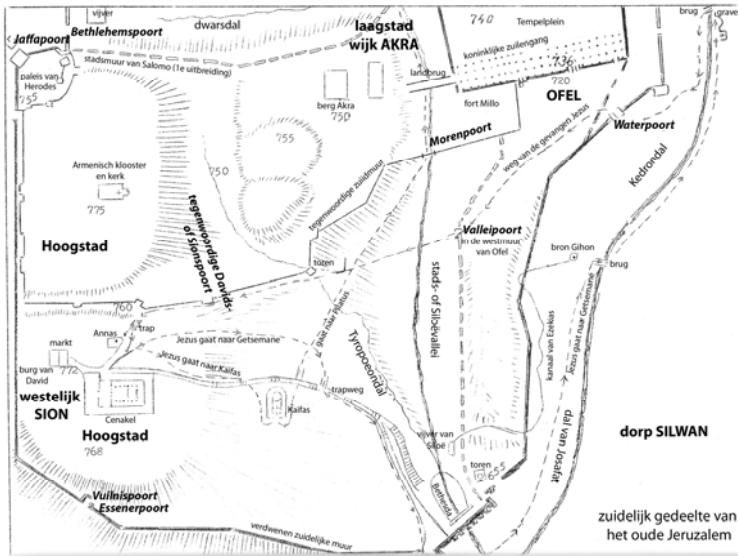 vijver
dwarsdal
laagstad
wijk AKRA
740
Tempelplein
brug
graven
Jaffapoort
Bethlehemspoort
stadsmuur van Salomo (1e uitbreiding)
koninklijke zuilengang
736
720
landbrug
paleis van
Herodes
755
berg Akra
750
fort Millo
OFEL
Waterpoort
Morenpoort
755
750
weg van de gevangen Jezus
Kedrondal
Armenisch klooster
en kerk
775
tegenwoordige zuidmuur
tegenwoordige Davids-
of Sionspoort
Hoogstad
Valleipoort
in de westmuur
van Ofel
bron Gihon
brug
toren
stads- of Siloëvallei
760
trap
Annas
markt
Jezus gaat naar Getsemane
Jezus gaat naar Kaifas
gaat naar Pilatus
Tyropoeondal
kanaal van Ezekias
Jezus gaat naar Getsemane
burg van
David
772
westelijk
SION
Cenakel
Hoogstad
768
Kaifas
trapweg
vijver van
Siloë
dal van Josafat
dorp SILWAN
toren
655
Bethesda
Vuilnispoort
Essenerpoort
verdwenen zuidelijke muur
zuidelijk gedeelte van
het oude Jeruzalem